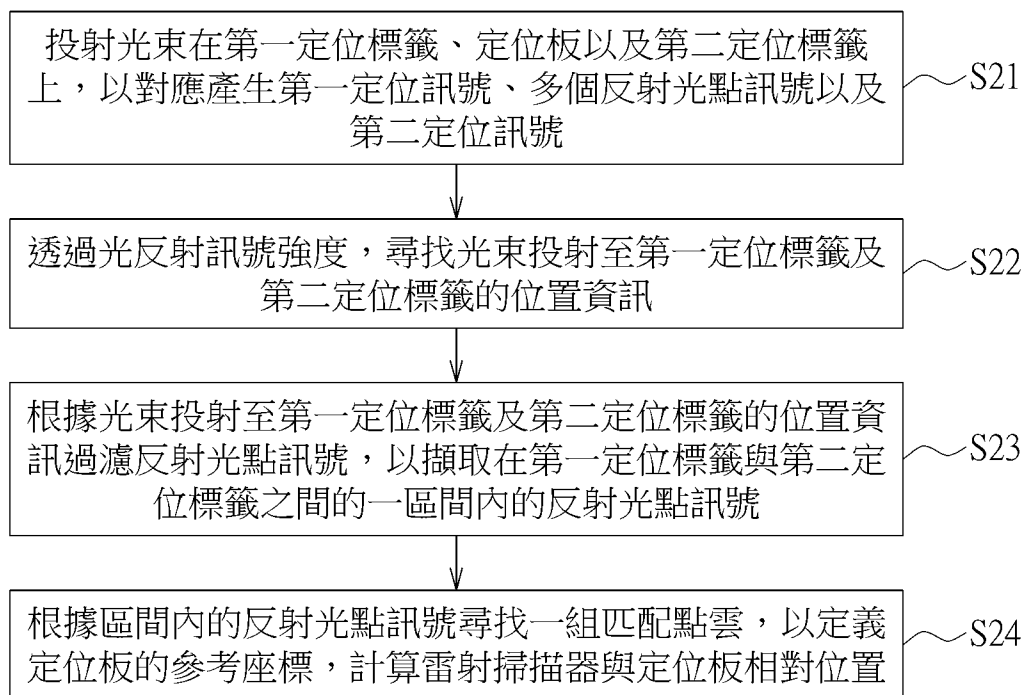 投射光束在第一定位標籤、定位板以及第二定位標籤
上，以對應產生第一定位訊號、多個反射光點訊號以及
第二定位訊號
S21
透過光反射訊號強度，尋找光束投射至第一定位標籤及
第二定位標籤的位置資訊
S22
根據光束投射至第一定位標籤及第二定位標籤的位置資
訊過濾反射光點訊號，以擷取在第一定位標籤與第二定
位標籤之間的一區間內的反射光點訊號
S23
根據區間內的反射光點訊號尋找一組匹配點雲，以定義
定位板的參考座標，計算雷射掃描器與定位板相對位置
S24